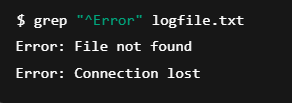 $ grep "^Error" logfile.txt
Error: File not found
Error: Connection lost